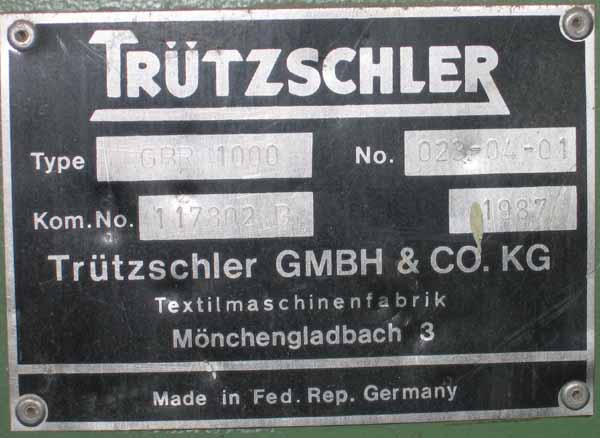 TRÜTZSCHLER
Type GBR 1000 No. 023-04-01
Kom.No. 117802 1987
Trützschler GMBH & CO. KG
Textilmaschinenfabrik
Mönchengladbach 3
Made in Fed. Rep. Germany